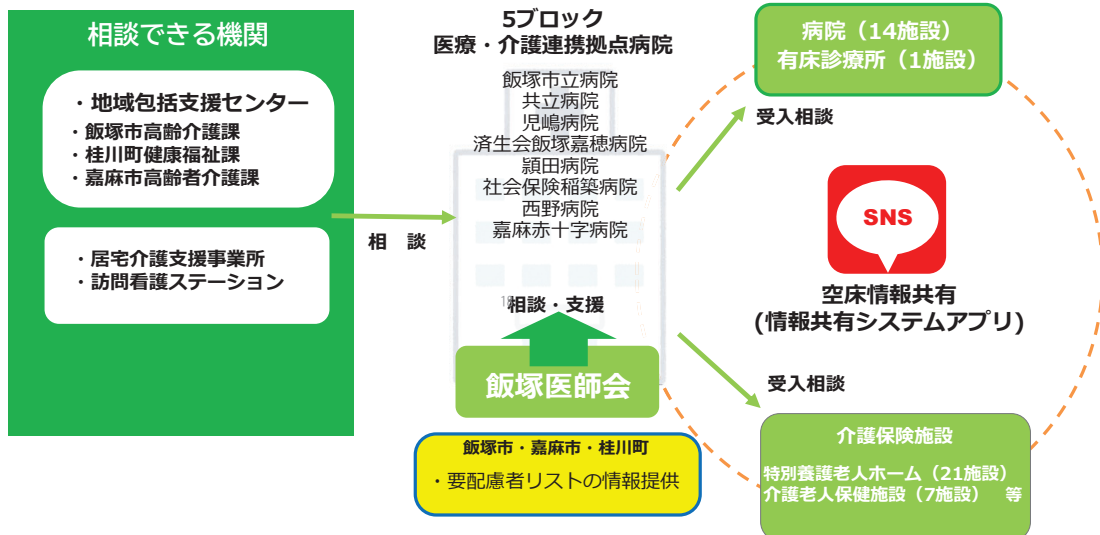 相談できる機関
・地域包括支援センター
・飯塚市高齢介護課
・桂川町健康福祉課
・嘉麻市高齢者介護課
・居宅介護支援事業所
・訪問看護ステーション
相 談
5ブロック
医療・介護連携拠点病院
飯塚市立病院
共立病院
児嶋病院
済生会飯塚嘉穂病院
頴田病院
社会保険稲築病院
西野病院
嘉麻赤十字病院
相談・支援
飯塚医師会
飯塚市・嘉麻市・桂川町
・要配慮者リストの情報提供
病院（14施設）
有床診療所（1施設）
受入相談
SNS
空床情報共有
(情報共有システムアプリ)
受入相談
介護保険施設
特別養護老人ホーム（21施設）
介護老人保健施設（7施設） 等